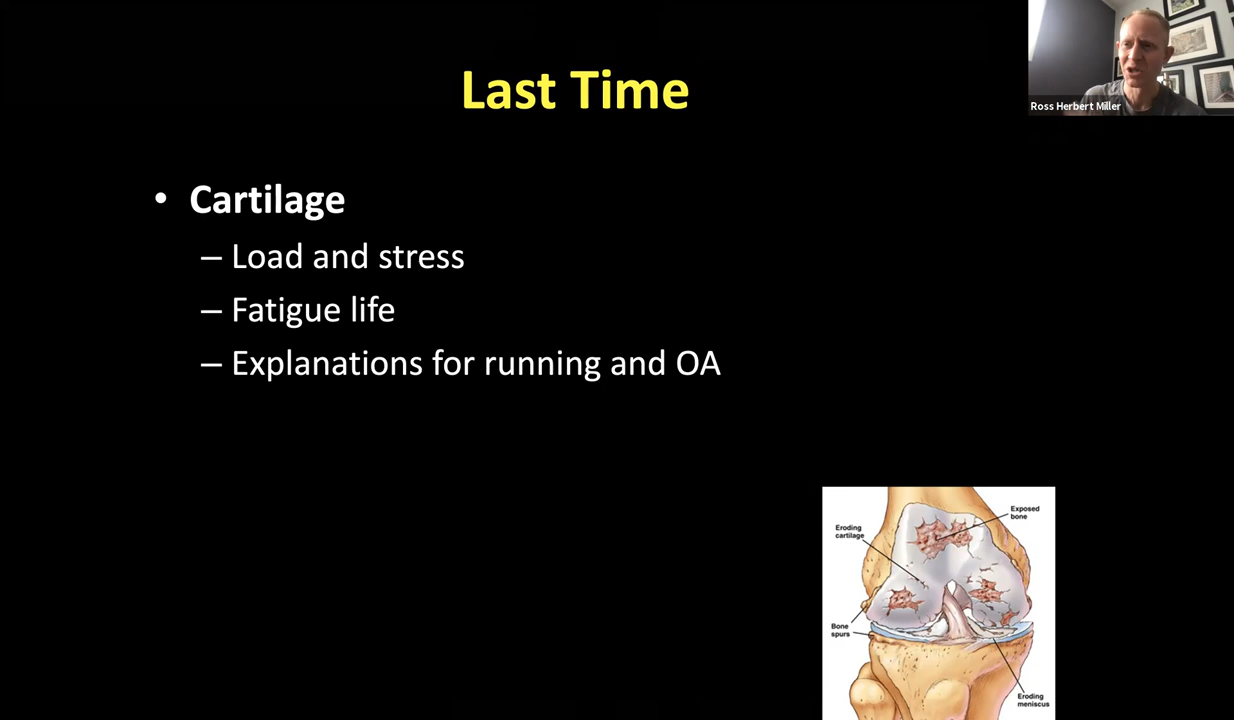 Last Time
Ross Herbert Miller
• Cartilage
– Load and stress
– Fatigue life
– Explanations for running and OA
Exposed
bone
Eroding
cartilage
Bone
spurs
Eroding
meniscus